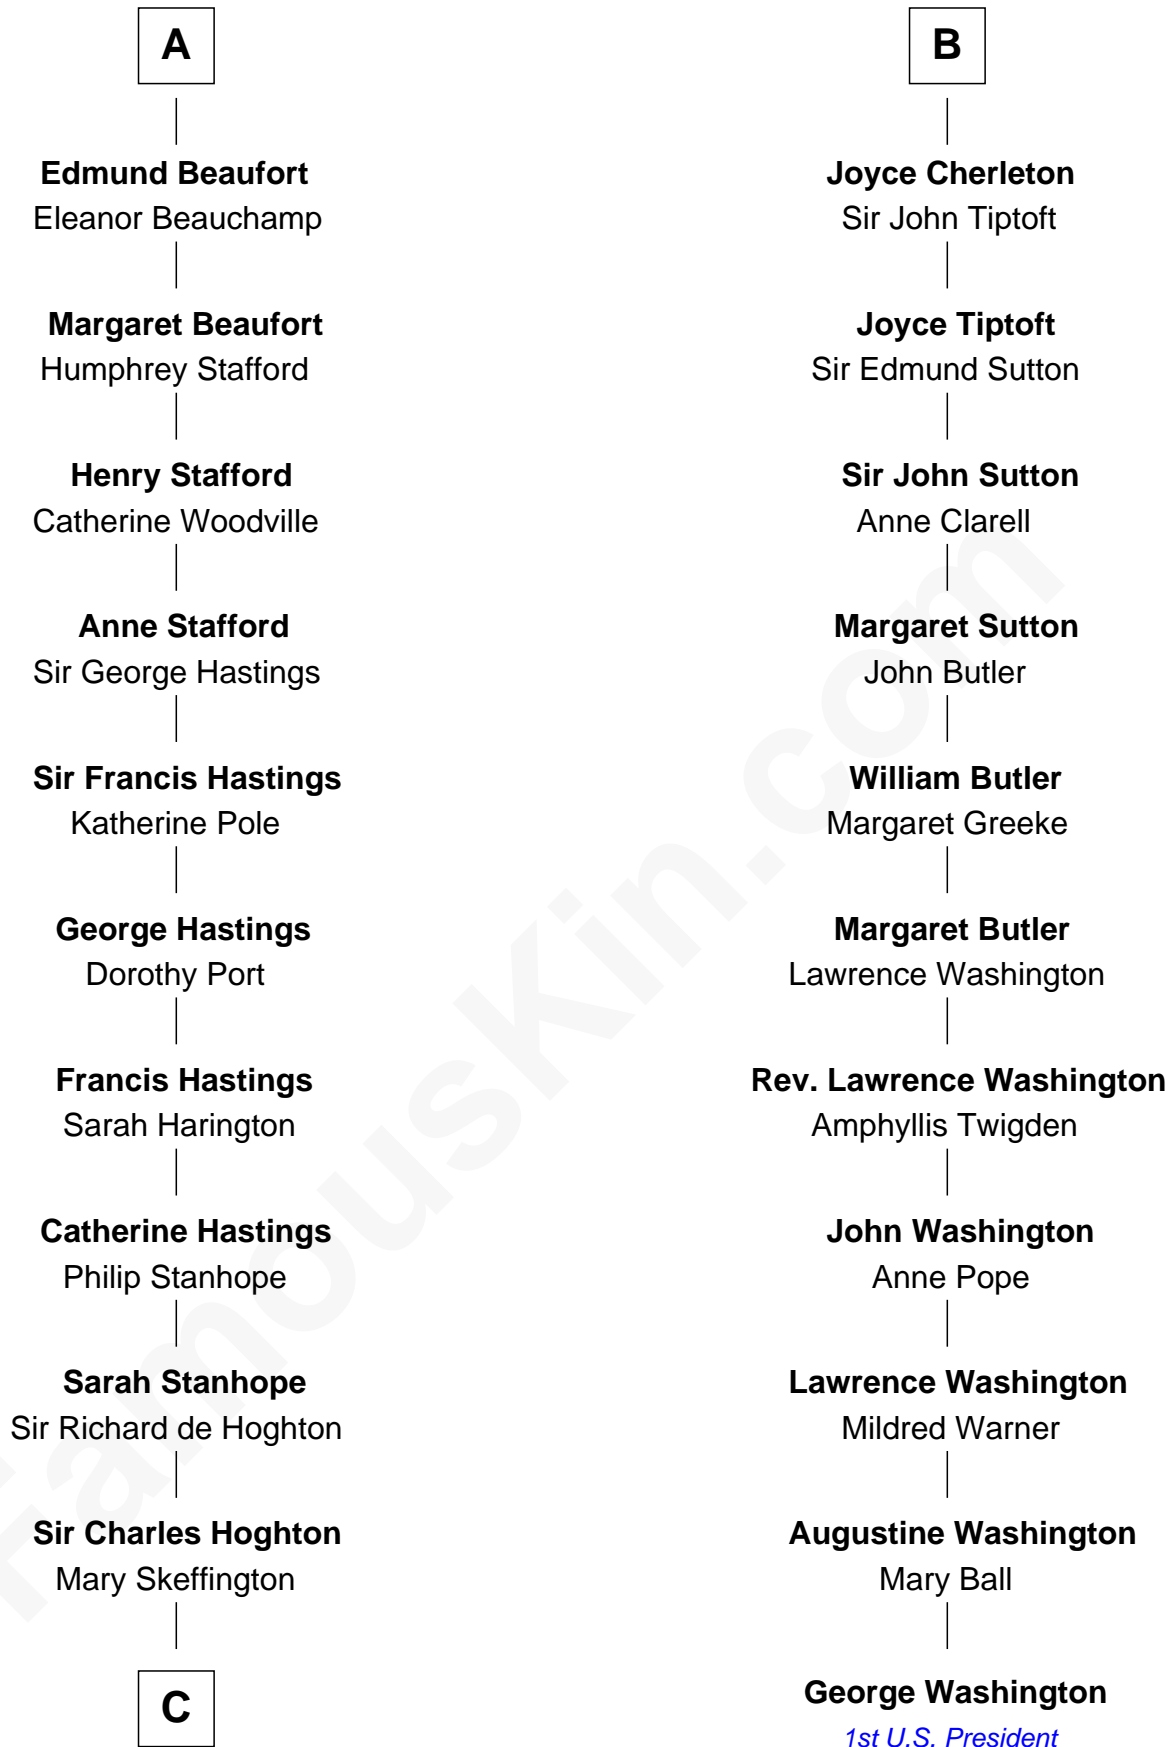 A
Edmund Beaufort
Eleanor Beauchamp
Margaret Beaufort
Humphrey Stafford
Henry Stafford
Catherine Woodville
Anne Stafford
Sir George Hastings
Sir Francis Hastings
Katherine Pole
George Hastings
Dorothy Port
Francis Hastings
Sarah Harington
Catherine Hastings
Philip Stanhope
Sarah Stanhope
Sir Richard de Hoghton
Sir Charles Hoghton
Mary Skeffington
C
B
Joyce Cherleton
Sir John Tiptoft
Joyce Tiptoft
Sir Edmund Sutton
Sir John Sutton
Anne Clarell
Margaret Sutton
John Butler
William Butler
Margaret Greeke
Margaret Butler
Lawrence Washington
Rev. Lawrence Washington
Amphyllis Twigden
John Washington
Anne Pope
Lawrence Washington
Mildred Warner
Augustine Washington
Mary Ball
George Washington
1st U.S. President
FamousKin.com